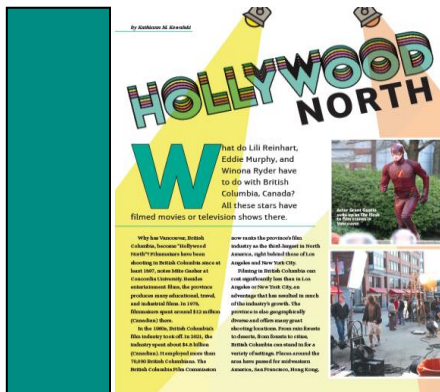 by Kathiann M. Kowalski
HOLLYWOOD
NORTH
What do Lili Reinhart,
Eddie Murphy, and
Winona Ryder have
to do with British
Columbia, Canada?
All these stars have
filmed movies or television shows there.
Why has Vancouver, British
Columbia, become "Hollywood
North"? Filmmakers have been
shooting in British Columbia since at
least 1897, notes Mike Gasher at
Concordia University. Besides
entertainment films, the province
produces many educational, travel,
and industrial films. In 1978,
filmmakers spent around $12 million
(Canadian) there.
In the 1980s, British Columbia's
film industry took off. In 2021, the
industry spent about $4.8 billion
(Canadian). It employed more than
70,000 British Columbians. The
British Columbia Film Commission
now ranks the province's film
industry as the third-largest in North
America, right behind those of Los
Angeles and New York City.
Filming in British Columbia can
cost significantly less than in Los
Angeles or New York City, an
advantage that has resulted in much
of the industry's growth. The
province is also geographically
diverse and offers many great
shooting locations. From rain forests
to deserts, from forests to cities,
British Columbia can stand in for a
variety of settings. Places around the
area have passed for midwestern
America, San Francisco, Hong Kong,
Actor Grant Gustin
suits up as The Flash
to film scenes in
Vancouver.